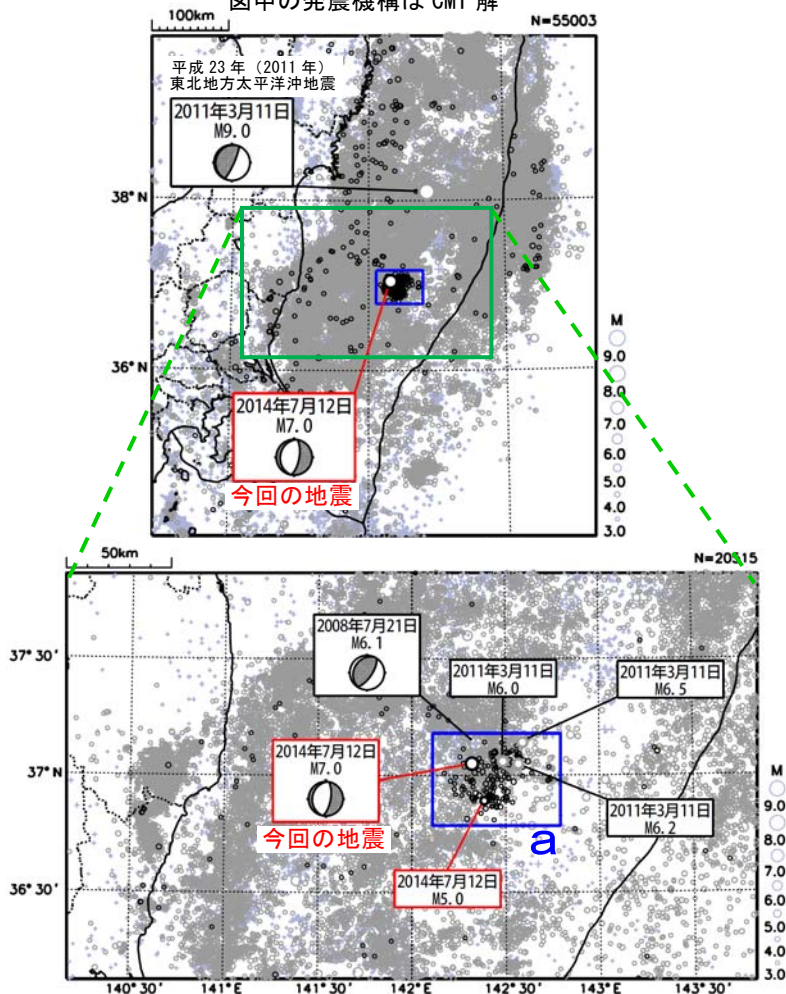 図中の発震機構は CMT 解
100km
N=55003
平成 23 年（2011 年）
東北地方太平洋沖地震
2011年3月11日
M9.0
38°N
36°N
2014年7月12日
M7.0
今回の地震
M
9.0
8.0
7.0
6.0
5.0
4.0
3.0
50km
N=20315
2008年7月21日
M6.1
37°30'
2011年3月11日
M6.0
2011年3月11日
M6.5
2014年7月12日
M7.0
37°N
今回の地震
2011年3月11日
M6.2
a
2014年7月12日
M5.0
36°30'
M
9.0
8.0
7.0
6.0
5.0
4.0
3.0
140°30' 141°E 141°30' 142°E 142°30' 143°E 143°30'